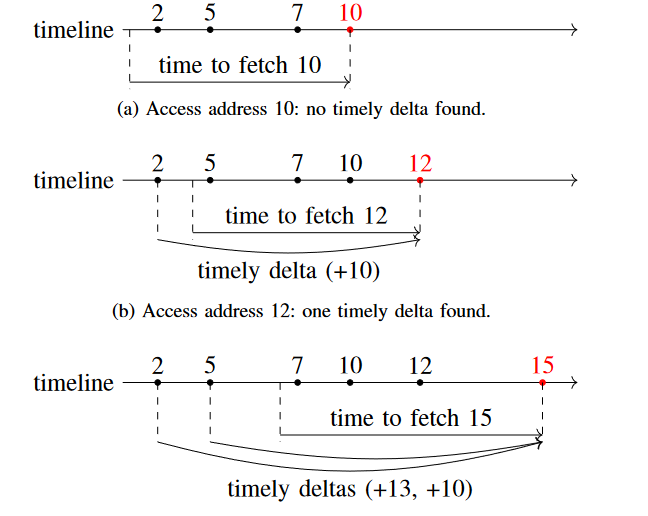 2 5 7 10
timeline
time to fetch 10
(a) Access address 10: no timely delta found.
2 5 7 10 12
timeline
time to fetch 12
timely delta (+10)
(b) Access address 12: one timely delta found.
2 5 7 10 12 15
timeline
time to fetch 15
timely deltas (+13, +10)